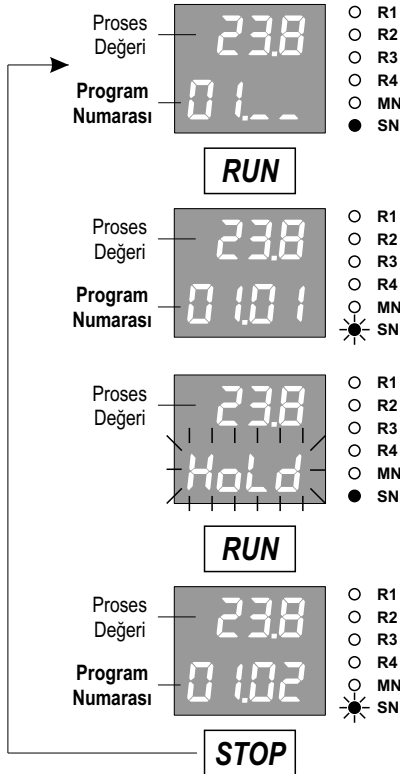 Proses
Değeri
23.8
Program
Numarası
01._ _
R1
R2
R3
R4
MN
SN
RUN
Proses
Değeri
23.8
Program
Numarası
01.01
R1
R2
R3
R4
MN
SN
Proses
Değeri
23.8
HoLd
R1
R2
R3
R4
MN
SN
RUN
Proses
Değeri
23.8
Program
Numarası
01.02
R1
R2
R3
R4
MN
SN
STOP